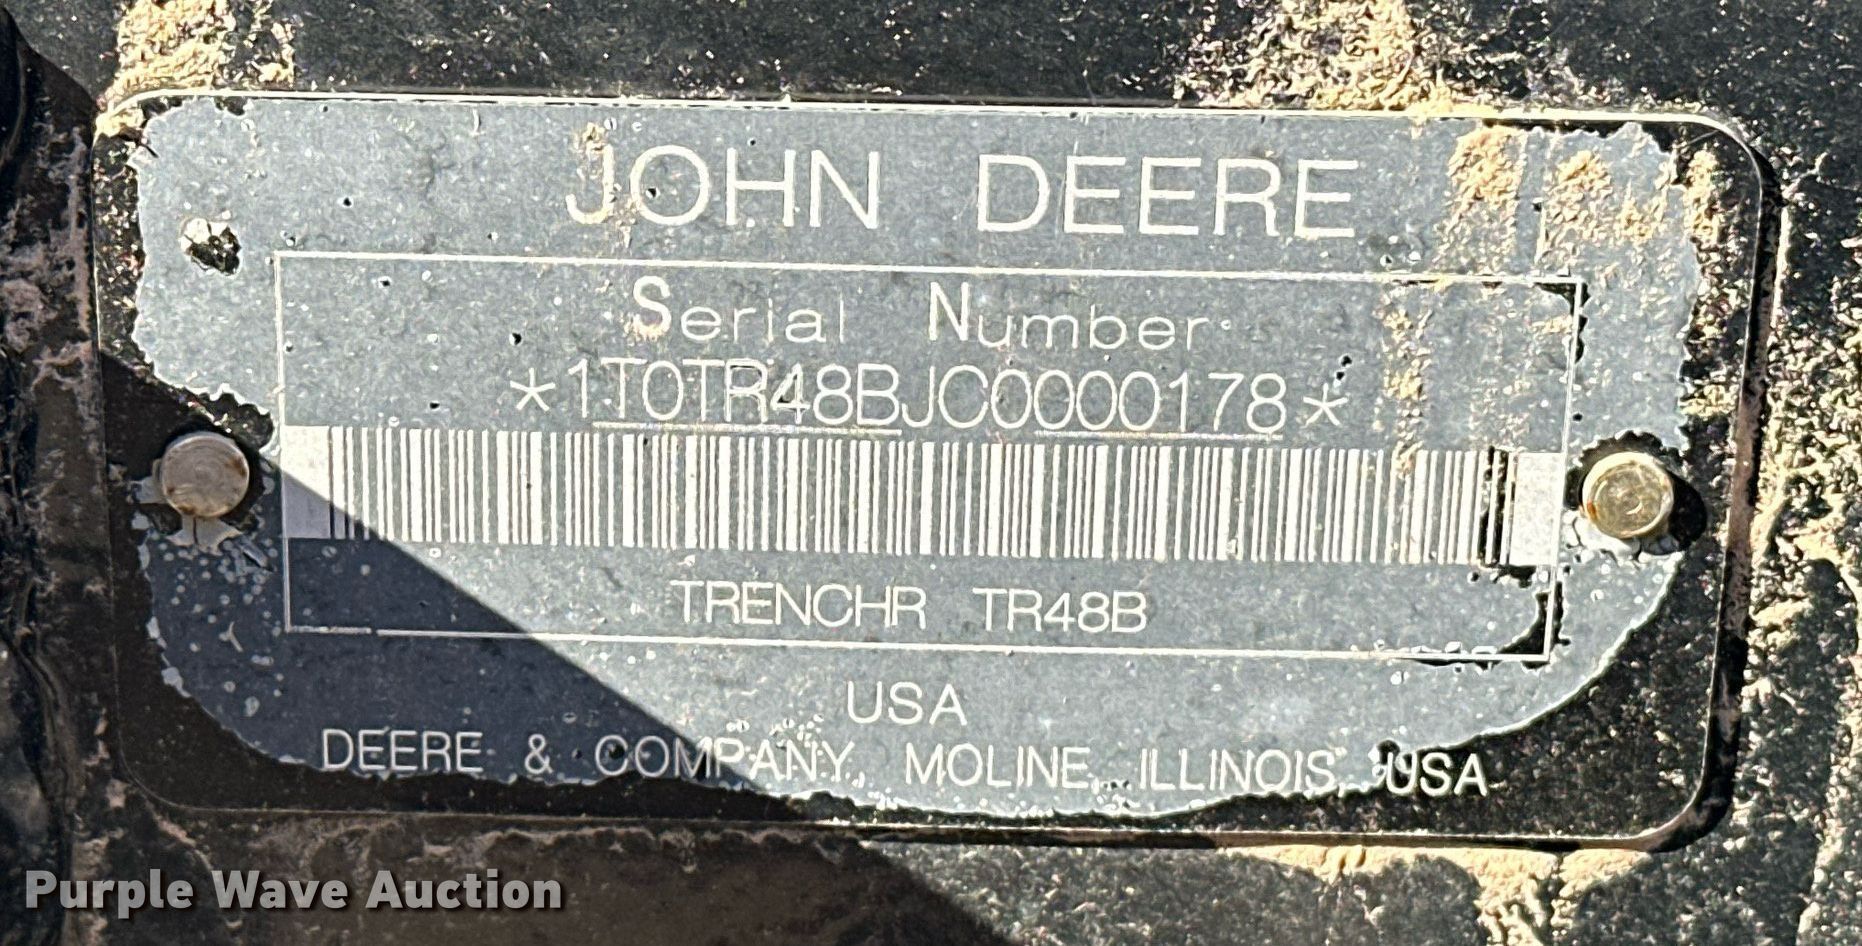 JOHN DEERE
Serial Number
*1T0TR48BJC0000178*
TRENCHR TR48B
USA
DEERE & COMPANY, MOLINE, ILLINOIS, USA
Purple Wave Auction